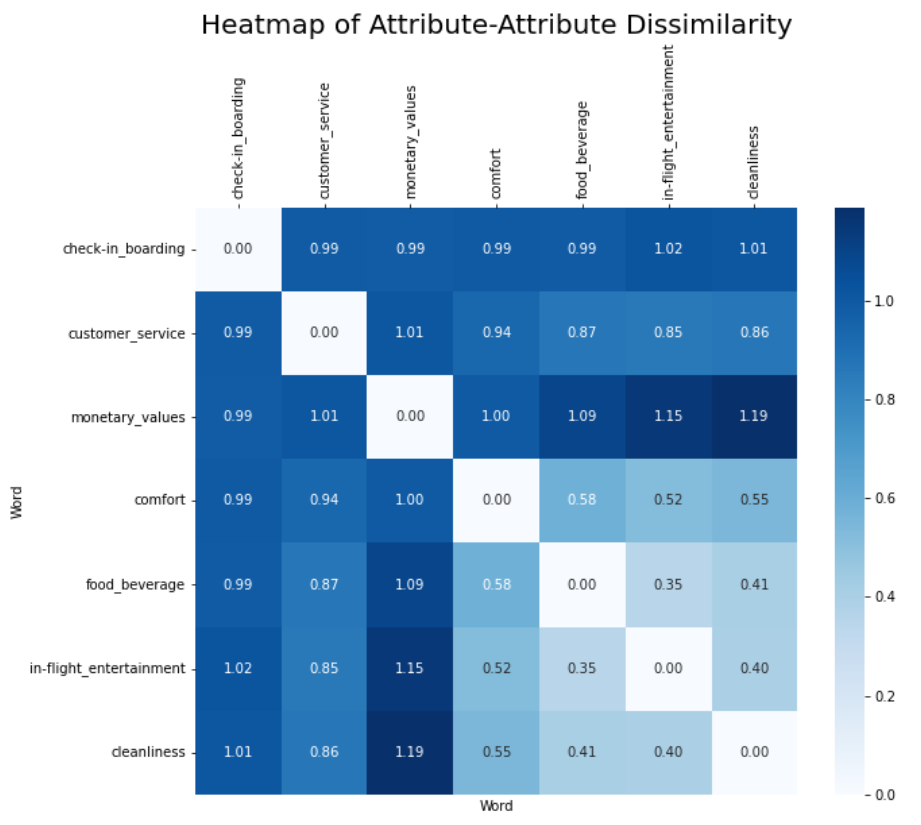 Heatmap of Attribute-Attribute Dissimilarity
check-in_boarding customer_service monetary_values comfort food_beverage in-flight_entertainment cleanliness
check-in_boarding 0.00 0.99 0.99 0.99 0.99 1.02 1.01
customer_service 0.99 0.00 1.01 0.94 0.87 0.85 0.86
monetary_values 0.99 1.01 0.00 1.00 1.09 1.15 1.19
comfort 0.99 0.94 1.00 0.00 0.58 0.52 0.55
food_beverage 0.99 0.87 1.09 0.58 0.00 0.35 0.41
in-flight_entertainment 1.02 0.85 1.15 0.52 0.35 0.00 0.40
cleanliness 1.01 0.86 1.19 0.55 0.41 0.40 0.00
Word
Word
1.0
0.8
0.6
0.4
0.2
0.0